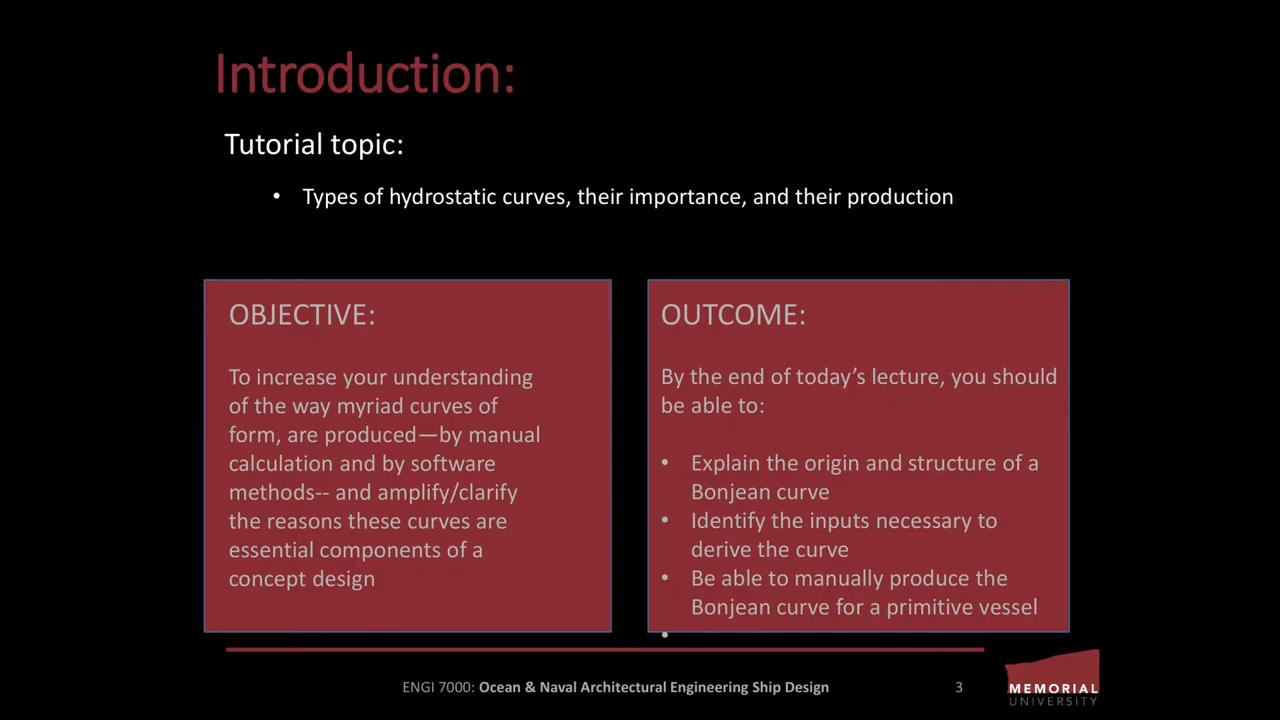 Introduction:
Tutorial topic:
• Types of hydrostatic curves, their importance, and their production
OBJECTIVE:
To increase your understanding
of the way myriad curves of
form, are produced—by manual
calculation and by software
methods-- and amplify/clarify
the reasons these curves are
essential components of a
concept design
OUTCOME:
By the end of today’s lecture, you should
be able to:
• Explain the origin and structure of a
Bonjean curve
• Identify the inputs necessary to
derive the curve
• Be able to manually produce the
Bonjean curve for a primitive vessel
•
ENGI 7000: Ocean & Naval Architectural Engineering Ship Design
3
MEMORIAL
UNIVERSITY